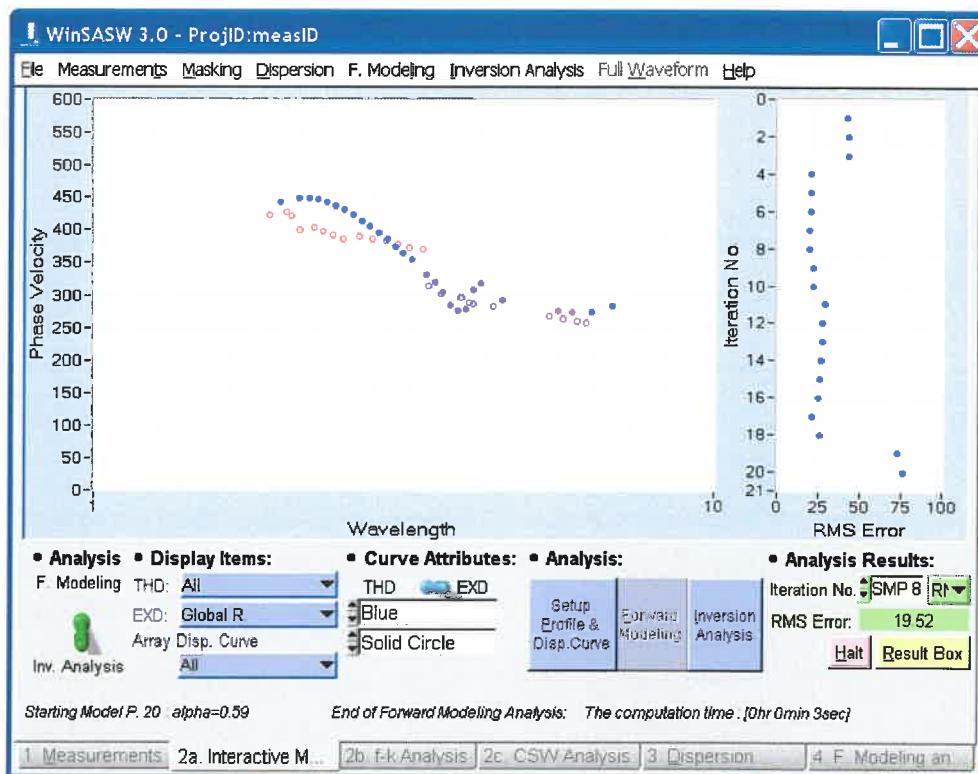 WinSASW 3.0 - ProjID:measID
File Measurements Masking Dispersion F. Modeling Inversion Analysis Full Waveform Help
600
550
500
450
400
350
300
250
200
150
100
50
0
Phase Velocity
1
10
Wavelength
0
2
4
6
8
10
12
14
16
18
20
21
Iteration No.
0 25 50 75 100
RMS Error
Analysis
F. Modeling
Inv. Analysis
Display Items:
THD: All
EXD: Global R.
Array Disp. Curve
All
Curve Attributes:
THD EXD
Blue
Solid Circle
Analysis:
Setup
Profile &
Disp.Curve
Forward
Modeling
Inversion
Analysis
Analysis Results:
Iteration No. SMP 8
RMS Error: 19.52
Halt Result Box
Starting Model P. 20 : alpha=0.59 End of Forward Modeling Analysis: The computation time : [0hr 0min 3sec]
1 Measurements 2a. Interactive M... 2b. f-k Analysis 2c. CSW Analysis 3 Dispersion 4 F. Modeling an...